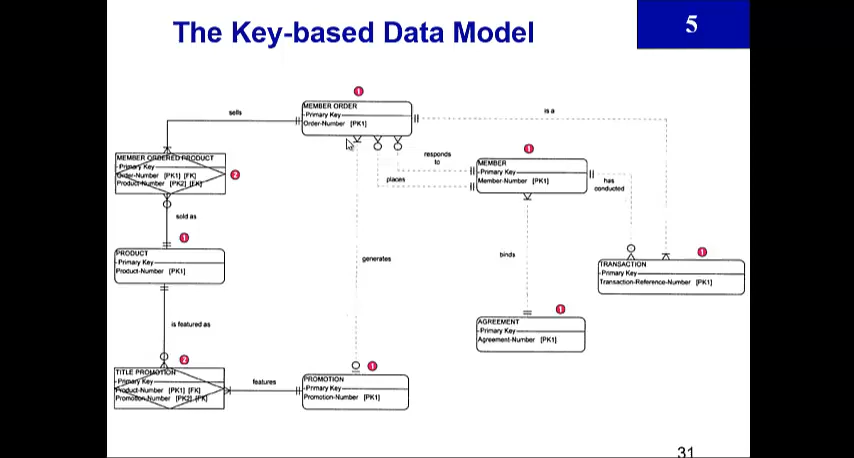 The Key-based Data Model
5
1
MEMBER ORDER
-Primary Key
Order-Number [PK1]
sells
is a
MEMBER ORDERED PRODUCT
-Primary Key
Order-Number [PK1] [FK]
Product-Number [PK2] [FK]
2
responds
to
places
1
MEMBER
-Primary Key
Member-Number [PK1]
has
conducted
sold as
1
PRODUCT
-Primary Key
Product-Number [PK1]
generates
binds
1
TRANSACTION
-Primary Key
Transaction-Reference-Number [PK1]
is featured as
1
AGREEMENT
-Primary Key
Agreement-Number [PK1]
2
TITLE PROMOTION
-Primary Key
Product-Number [PK1] [FK]
Promotion-Number [PK2] [FK]
features
1
PROMOTION
-Primary Key
Promotion-Number [PK1]
31